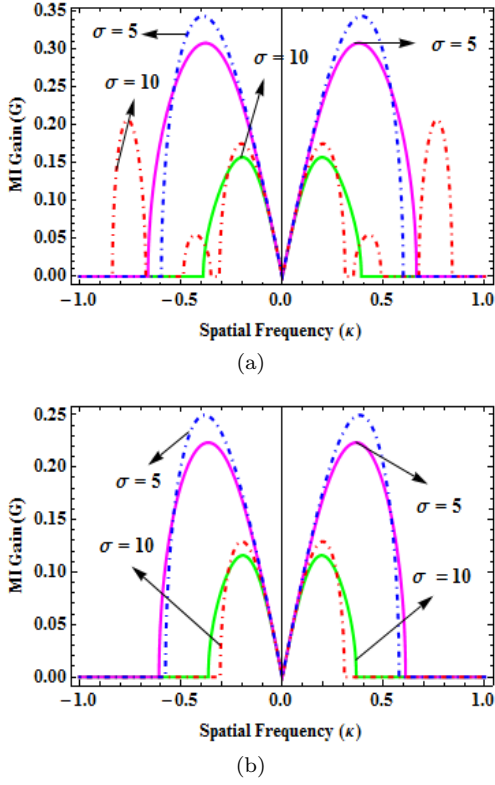 0.35
0.30
0.25
0.20
0.15
0.10
0.05
0.00
MI Gain (G)
σ = 5
σ = 10
σ = 10
σ = 5
−1.0 −0.5 0.0 0.5 1.0
Spatial Frequency (κ)
(a)
0.25
0.20
0.15
0.10
0.05
0.00
MI Gain (G)
σ = 5
σ = 10
σ = 5
σ = 10
−1.0 −0.5 0.0 0.5 1.0
Spatial Frequency (κ)
(b)